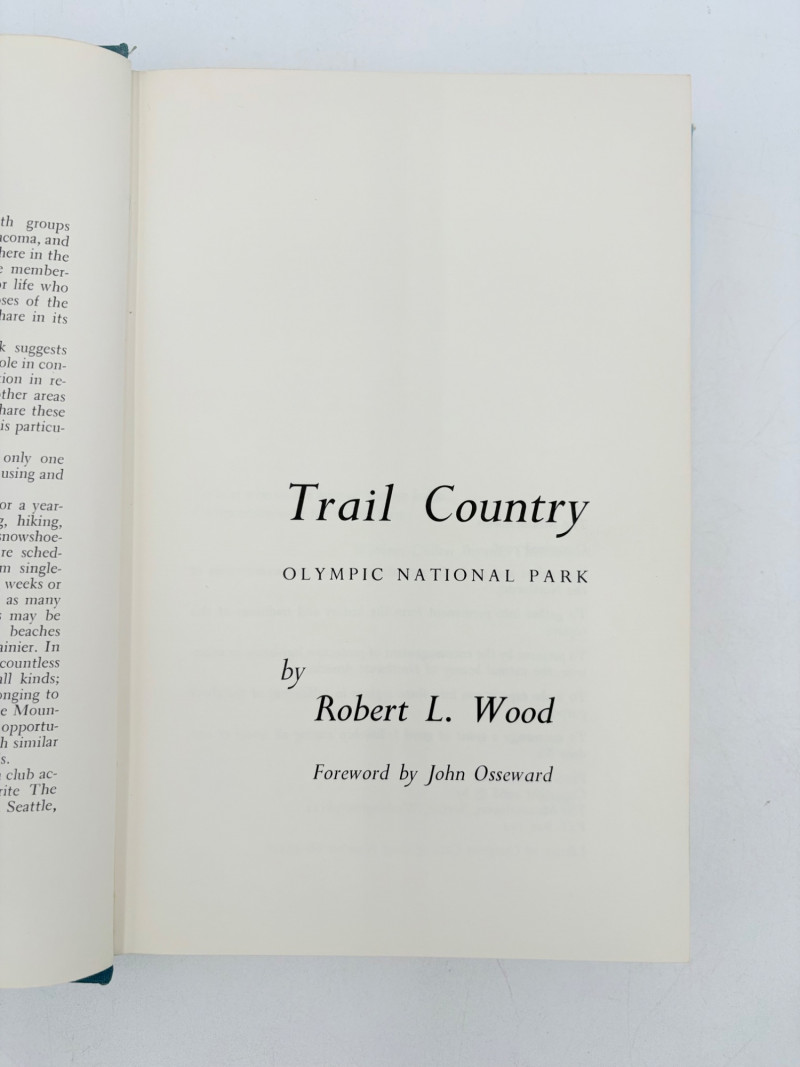 th groups
and
here in the
member-
r life who
ses of the
hare in its
k suggests
ole in con-
tion in re-
ther areas
hare these
is particu-
only one
using and
or a year-
g, hiking,
snowshoe-
re sched-
m single-
weeks or
as many
s may be
beaches
ainier. In
countless
all kinds;
onging to
e Moun-
opportu-
h similar
s.
club ac-
rite The
Seattle,
Trail Country
OLYMPIC NATIONAL PARK
by
Robert L. Wood
Foreword by John Osseward